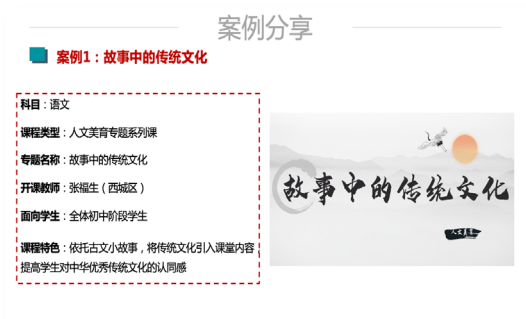 案例分享
案例1：故事中的传统文化
科目：语文
课程类型：人文美育专题系列课
专题名称：故事中的传统文化
开课教师：张福生（西城区）
面向学生：全体初中阶段学生
课程特色：依托古文小故事，将传统文化引入课堂内容，
提高学生对中华优秀传统文化的认同感
故事中的传统文化
人文美育